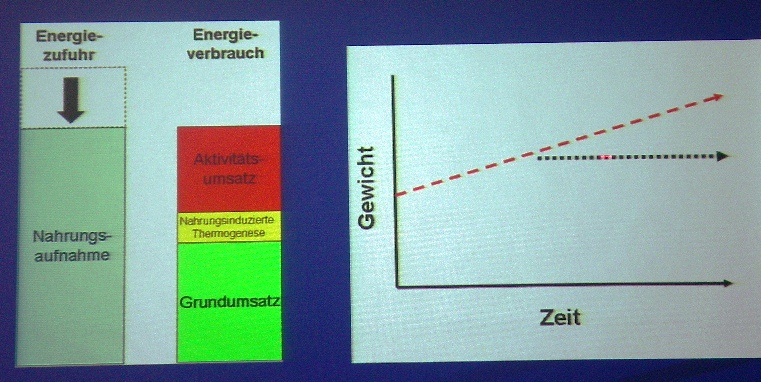 Energie-
zufuhr
Energie-
verbrauch
Nahrungs-
aufnahme
Aktivitäts-
umsatz
Nahrungsinduzierte
Thermogenese
Grundumsatz
Gewicht
Zeit